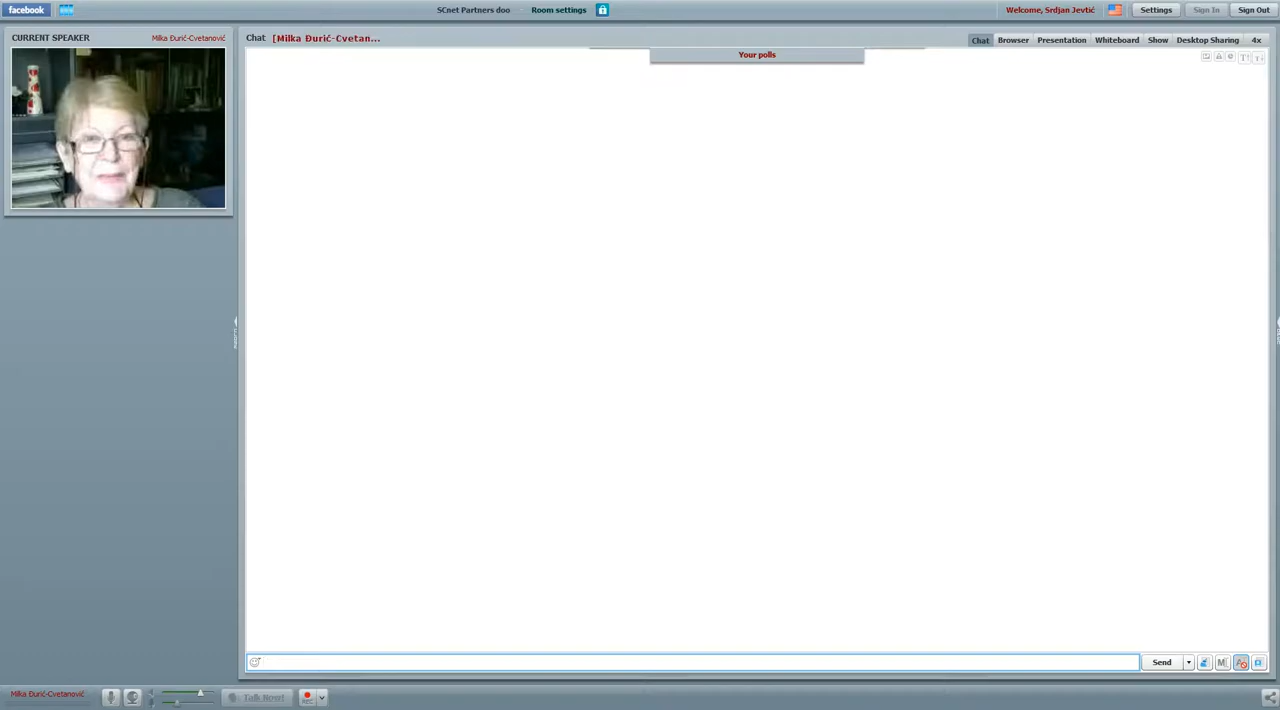 facebook
SCnet Partners doo
Room settings
Welcome, Srdjan Jevtić
Settings
Sign In
Sign Out
CURRENT SPEAKER
Milka Đurić-Cvetanović
Chat
[Milka Đurić-Cvetan...
Chat
Browser
Presentation
Whiteboard
Show
Desktop Sharing
4x
Your polls
Send
Milka Đurić-Cvetanović
Talk Now!
REC